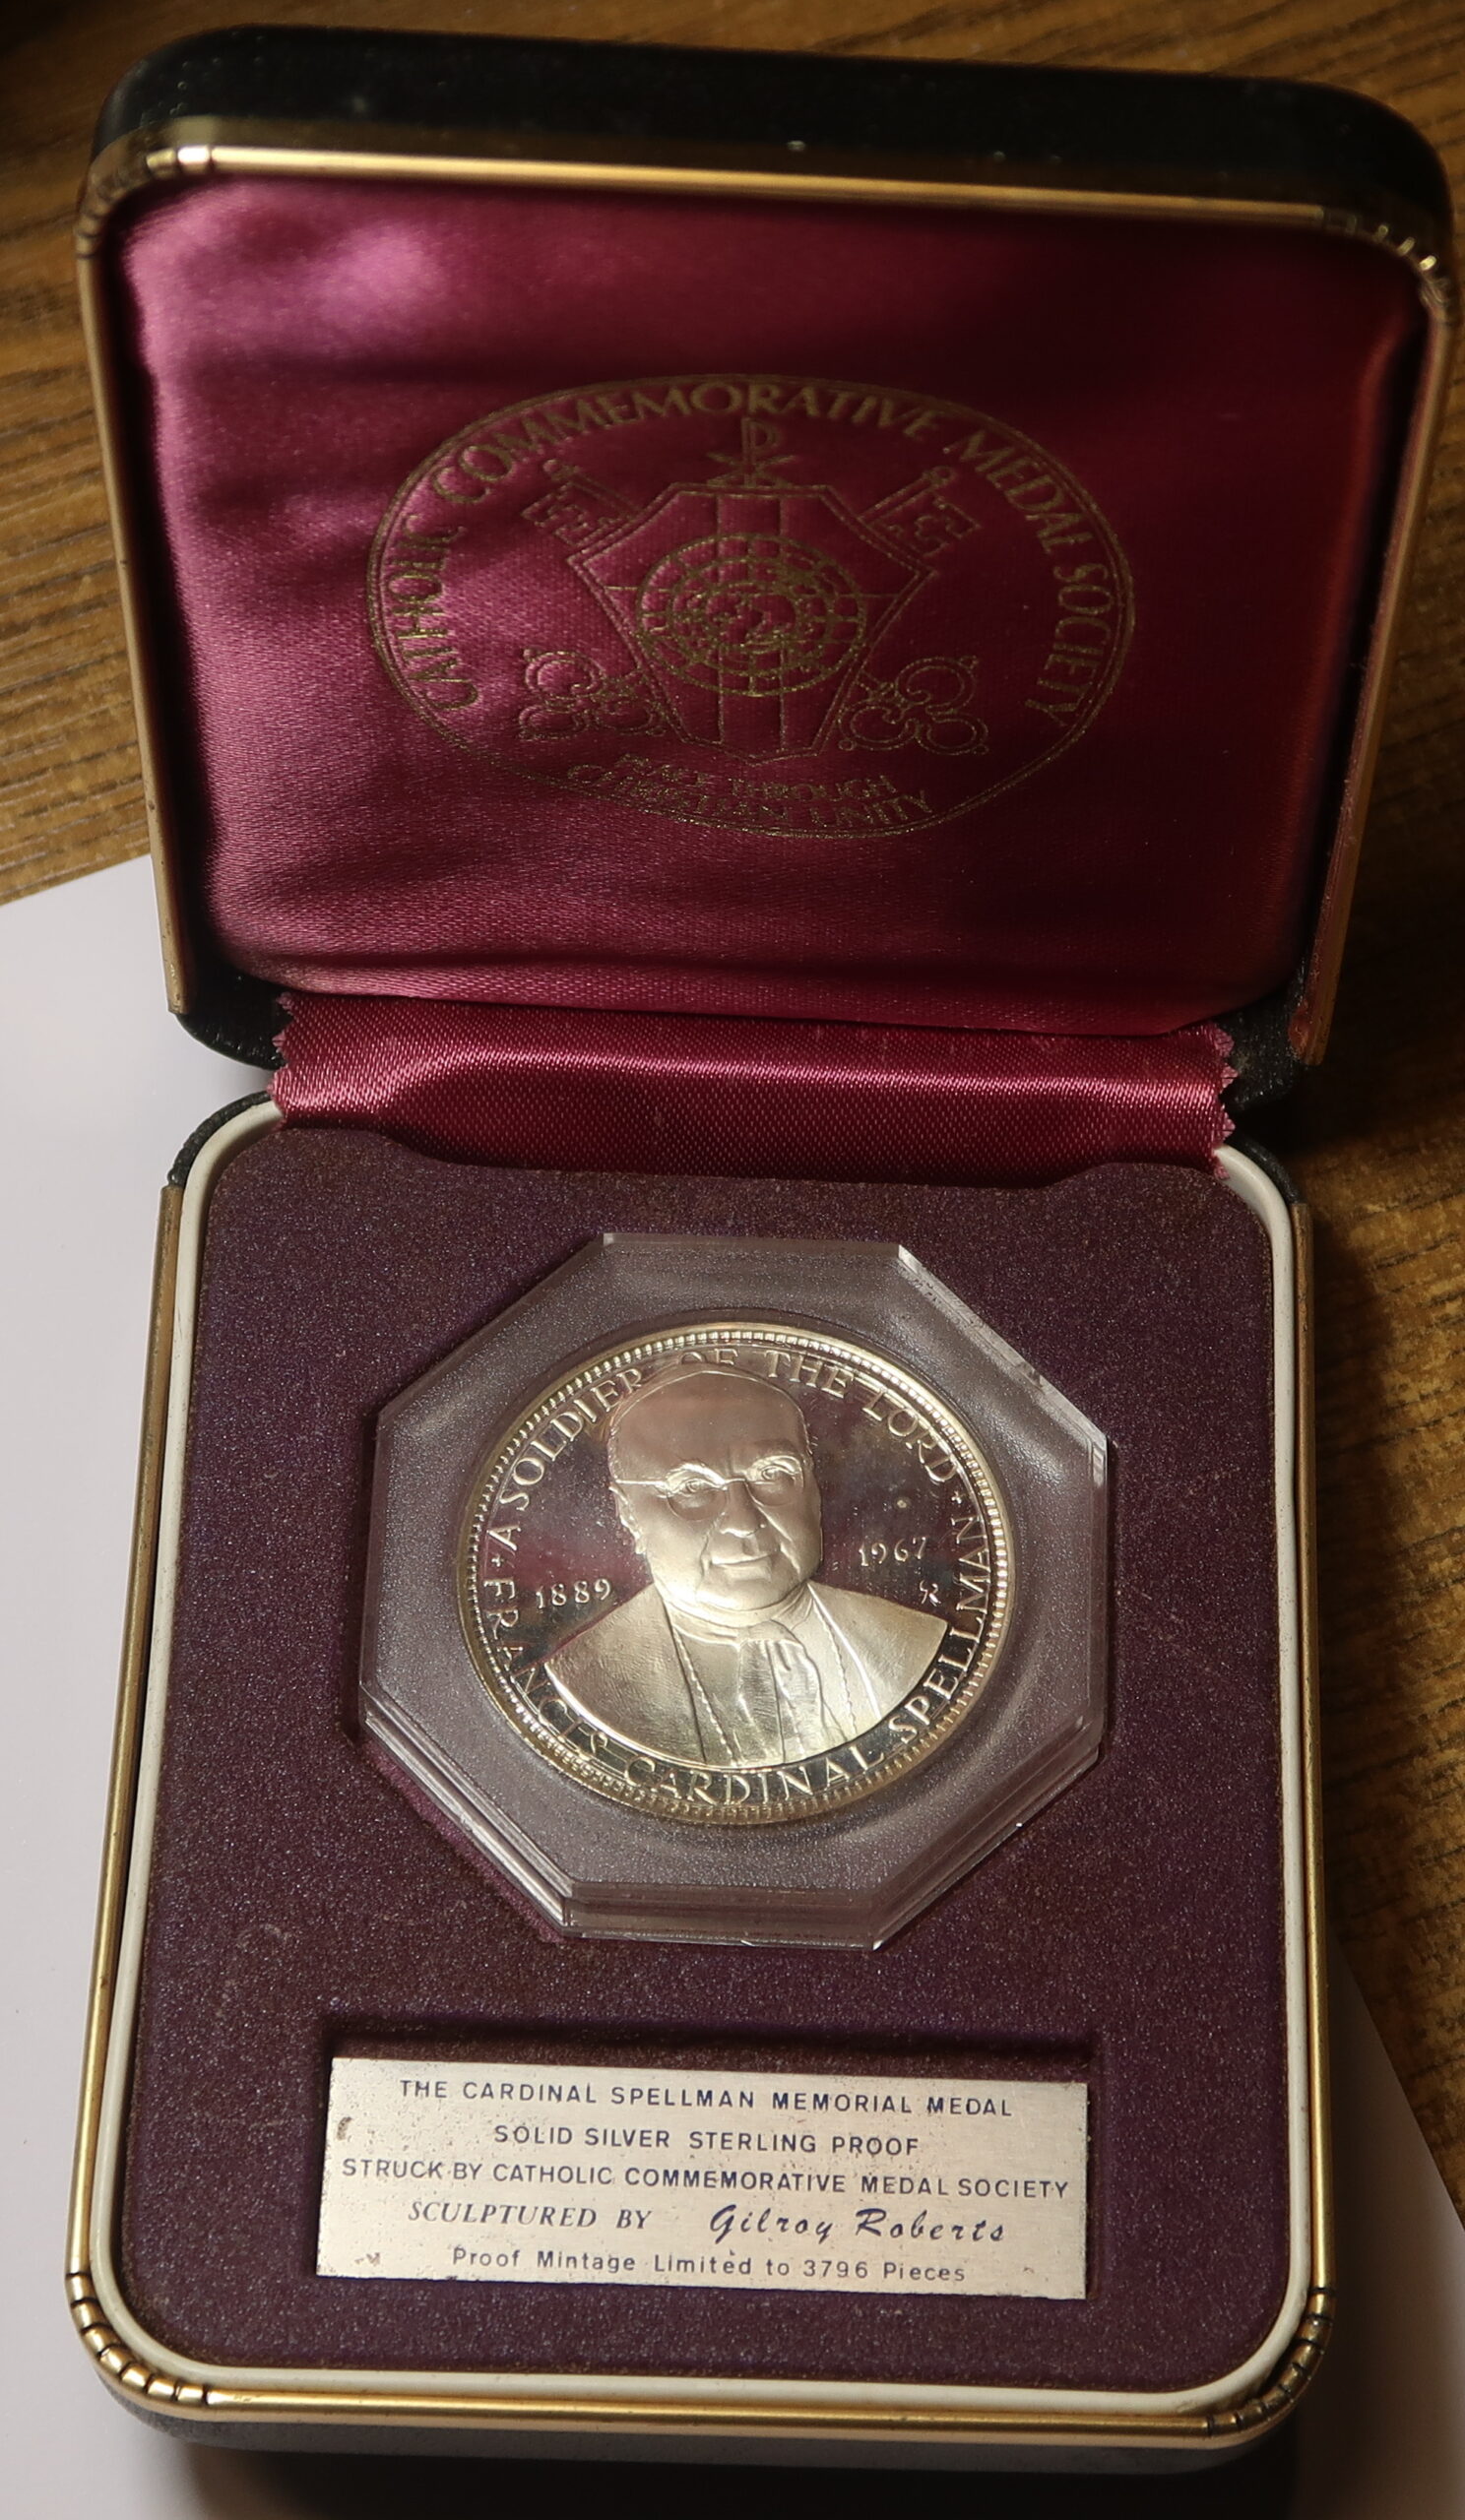 CATHOLIC COMMEMORATIVE MEDAL SOCIETY
PEACE THROUGH
CHRISTIAN UNITY
· A SOLDIER OF THE LORD ·
FRANCIS CARDINAL SPELLMAN
1889
1967
GR
THE CARDINAL SPELLMAN MEMORIAL MEDAL
SOLID SILVER STERLING PROOF
STRUCK BY CATHOLIC COMMEMORATIVE MEDAL SOCIETY
SCULPTURED BY Gilroy Roberts
Proof Mintage Limited to 3796 Pieces